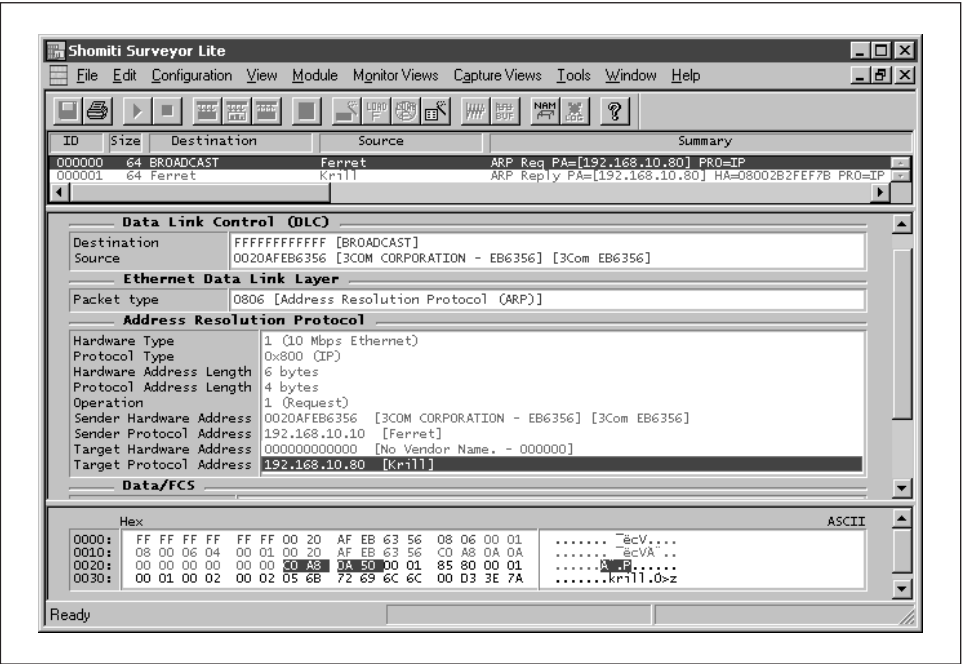 Shomiti Surveyor Lite
File Edit Configuration View Module Monitor Views Capture Views Tools Window Help
NAM
ID Size Destination Source Summary
000000 64 BROADCAST Ferret ARP Req PA=[192.168.10.80] PRO=IP
000001 64 Ferret Krill ARP Reply PA=[192.168.10.80] HA=08002B2FEF7B PRO=IP
Data Link Control (DLC)
Destination FFFFFFFFFFFF [BROADCAST]
Source 0020AFEB6356 [3COM CORPORATION - EB6356] [3Com EB6356]
Ethernet Data Link Layer
Packet type 0806 [Address Resolution Protocol (ARP)]
Address Resolution Protocol
Hardware Type 1 (10 Mbps Ethernet)
Protocol Type 0x800 (IP)
Hardware Address Length 6 bytes
Protocol Address Length 4 bytes
Operation 1 (Request)
Sender Hardware Address 0020AFEB6356 [3COM CORPORATION - EB6356] [3Com EB6356]
Sender Protocol Address 192.168.10.10 [Ferret]
Target Hardware Address 000000000000 [No Vendor Name. - 000000]
Target Protocol Address 192.168.10.80 [Krill]
Data/FCS
Hex ASCII
0000: FF FF FF FF FF FF 00 20 AF EB 63 56 08 06 00 01 ....... ¯ëcV....
0010: 08 00 06 04 00 01 00 20 AF EB 63 56 C0 A8 0A 0A ....... ¯ëcVÀ¨..
0020: 00 00 00 00 00 00 C0 A8 0A 50 00 01 85 80 00 01 ......À¨.P......
0030: 00 01 00 02 00 02 05 6B 72 69 6C 6C 00 D3 3E 7A .......krill.Ó>z
Ready